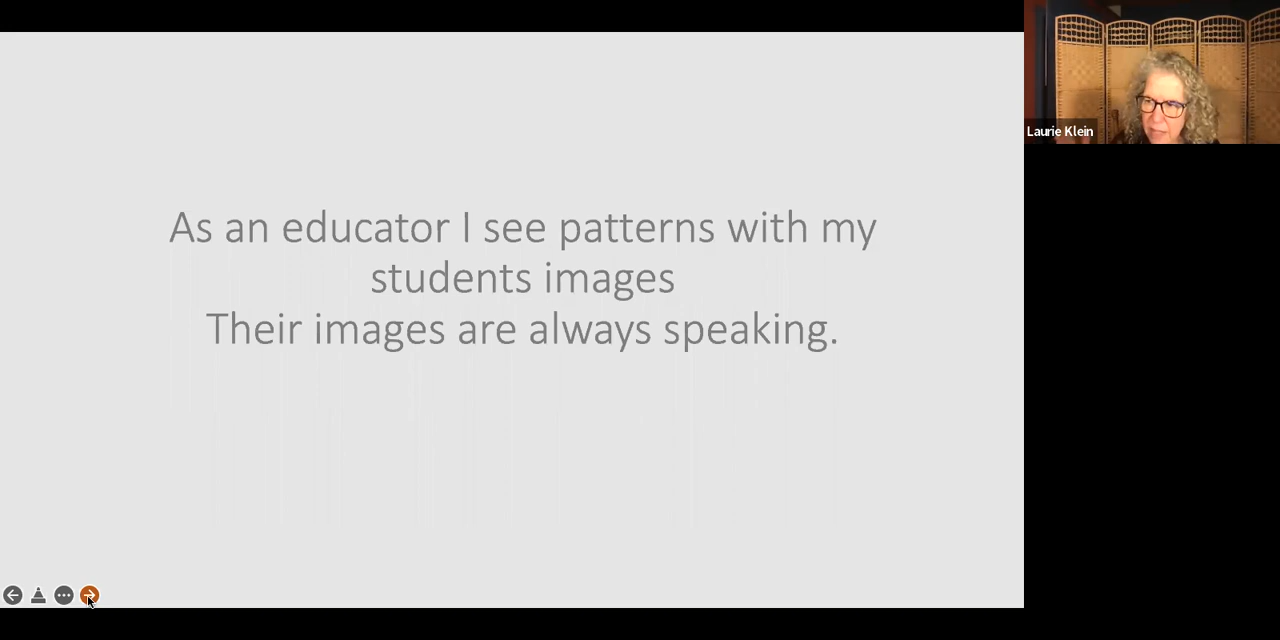 As an educator I see patterns with my
students images
Their images are always speaking.
Laurie Klein